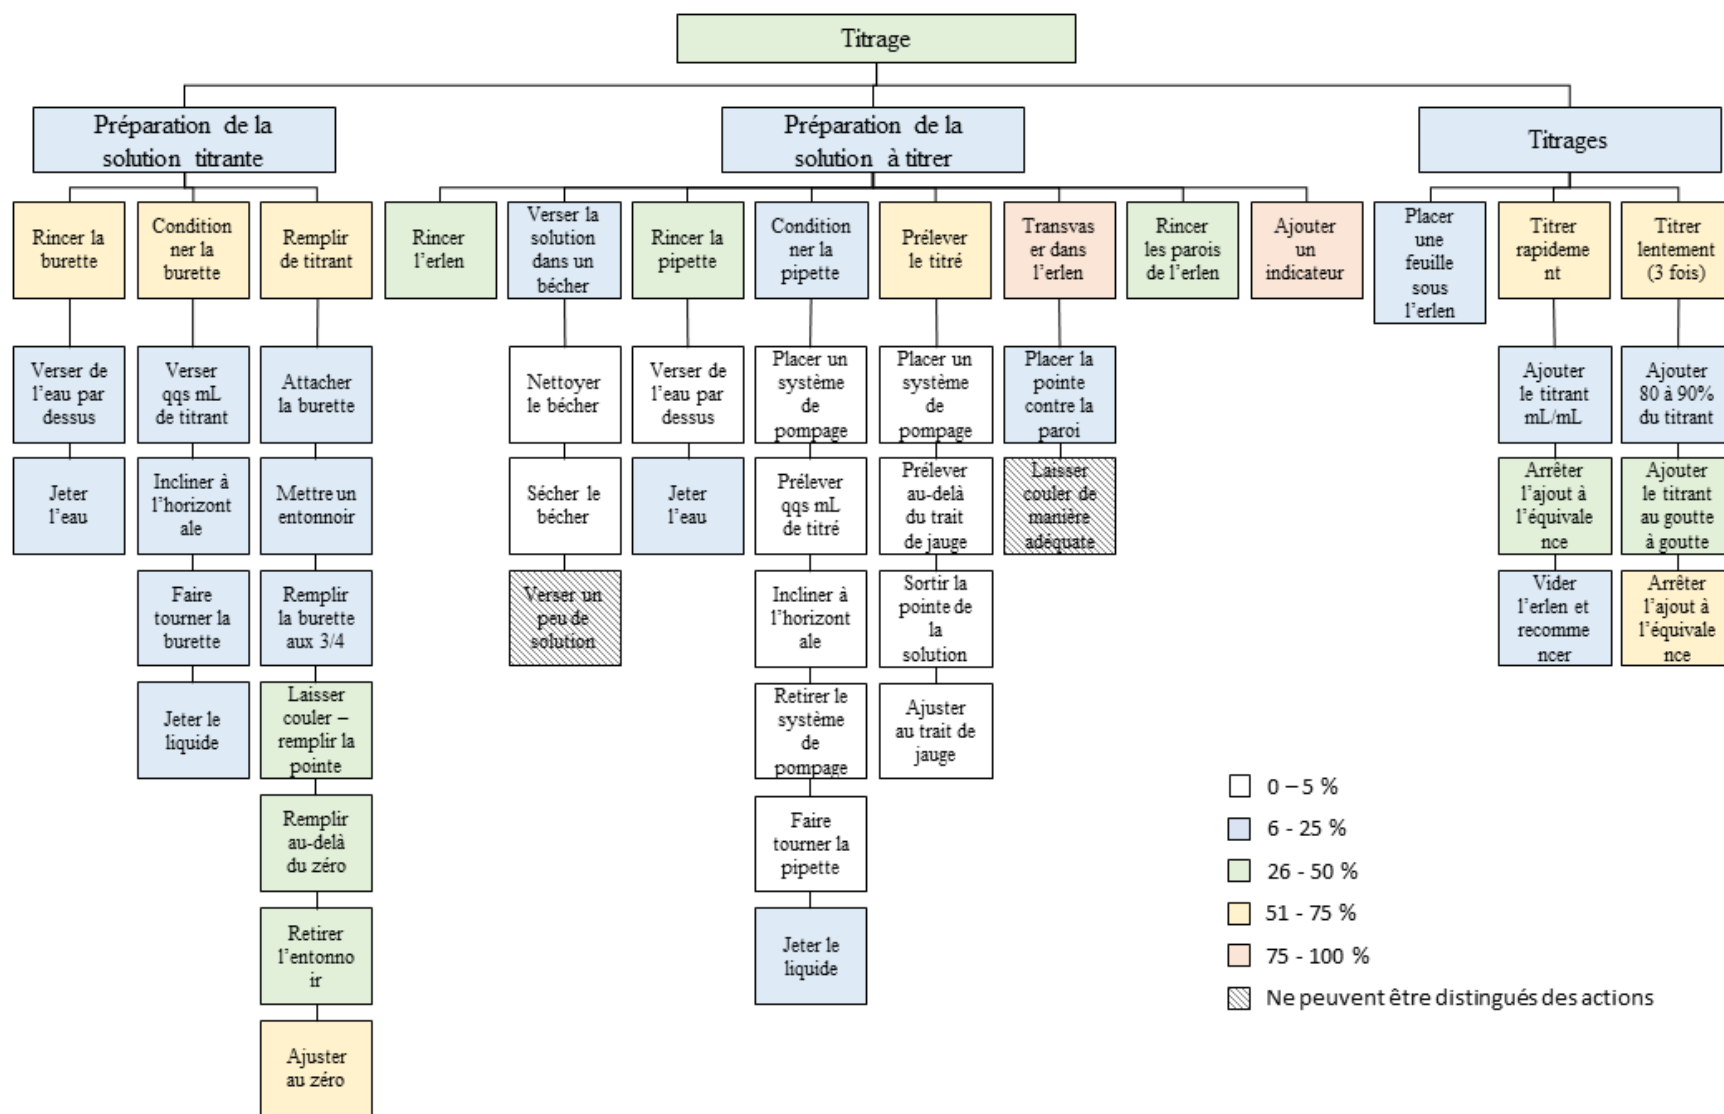 Titrage
Préparation de la
solution titrante
Préparation de la
solution à titrer
Titrages
Rincer la
burette
Condition
ner la
burette
Remplir
de titrant
Rincer
l'erlen
Verser la
solution
dans un
bécher
Rincer la
pipette
Condition
ner la
pipette
Prélever
le titré
Transvas
er dans
l'erlen
Rincer
les parois
de l'erlen
Ajouter
un
indicateur
Placer
une
feuille
sous
l'erlen
Titrer
rapideme
nt
Titrer
lentement
(3 fois)
Verser de
l'eau par
dessus
Jeter
l'eau
Verser
qqs mL
de titrant
Incliner à
l'horizont
ale
Faire
tourner la
burette
Jeter le
liquide
Attacher
la burette
Mettre un
entonnoir
Remplir
la burette
aux 3/4
Laisser
couler –
remplir la
pointe
Remplir
au-delà
du zéro
Retirer
l'entonno
ir
Ajuster
au zéro
Nettoyer
le bécher
Sécher le
bécher
Verser un
peu de
solution
Verser de
l'eau par
dessus
Jeter
l'eau
Placer un
système
de
pompage
Prélever
qqs mL
de titré
Incliner à
l'horizont
ale
Retirer le
système
de
pompage
Faire
tourner la
pipette
Jeter le
liquide
Placer un
système
de
pompage
Prélever
au-delà
du trait
de jauge
Sortir la
pointe de
la
solution
Ajuster
au trait de
jauge
Placer la
pointe
contre la
paroi
Laisser
couler de
manière
adéquate
Ajouter
le titrant
mL/mL
Arrêter
l'ajout à
l'équivale
nce
Vider
l'erlen et
recomme
ncer
Ajouter
80 à 90%
du titrant
Ajouter
le titrant
au goutte
à goutte
Arrêter
l'ajout à
l'équivale
nce
0 – 5 %
6 - 25 %
26 - 50 %
51 - 75 %
75 - 100 %
Ne peuvent être distingués des actions